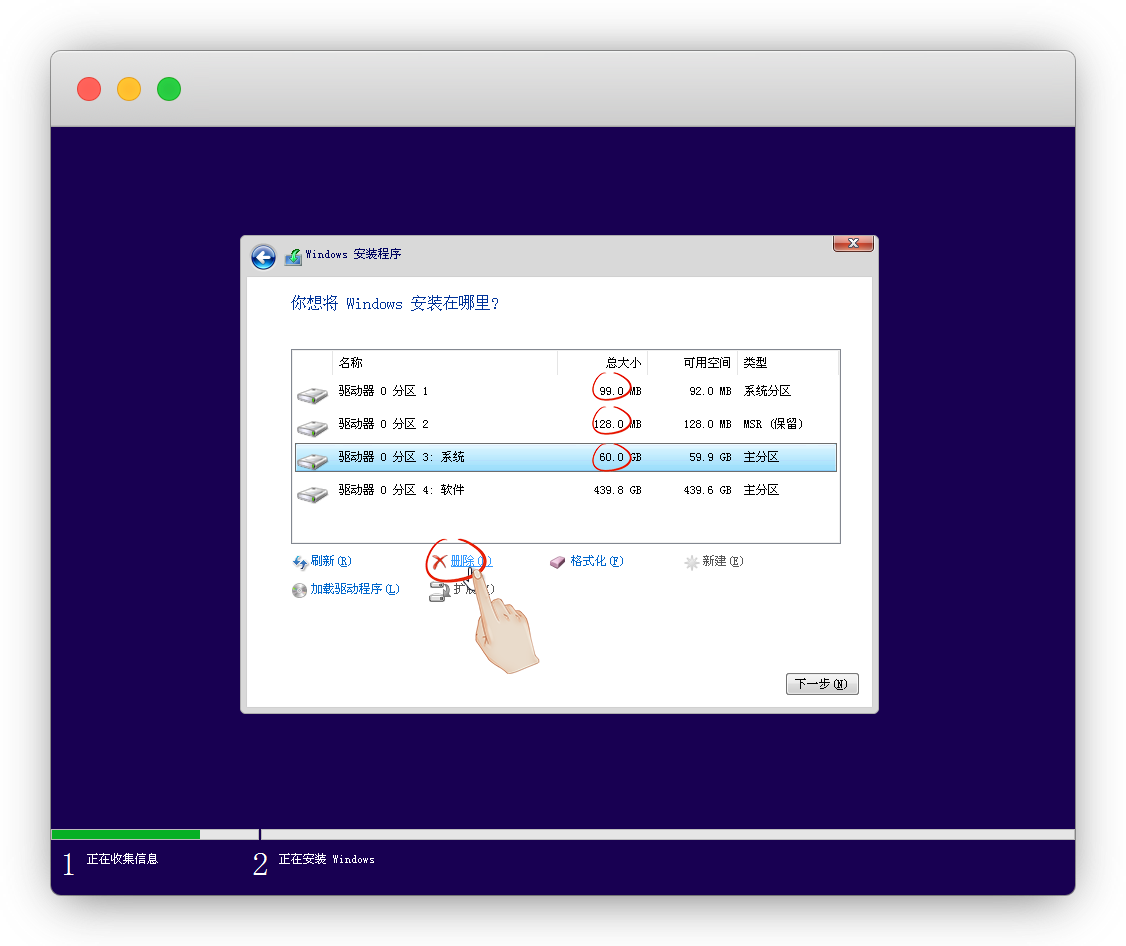 Windows 安装程序
你想将 Windows 安装在哪里?
名称 总大小 可用空间 类型
驱动器 0 分区 1 99.0 MB 92.0 MB 系统分区
驱动器 0 分区 2 128.0 MB 128.0 MB MSR (保留)
驱动器 0 分区 3: 系统 60.0 GB 59.9 GB 主分区
驱动器 0 分区 4: 软件 439.8 GB 439.6 GB 主分区
刷新(R) 删除 格式化(F) 新建(E)
加载驱动程序(L)
下一步(N)
1 正在收集信息 2 正在安装 Windows